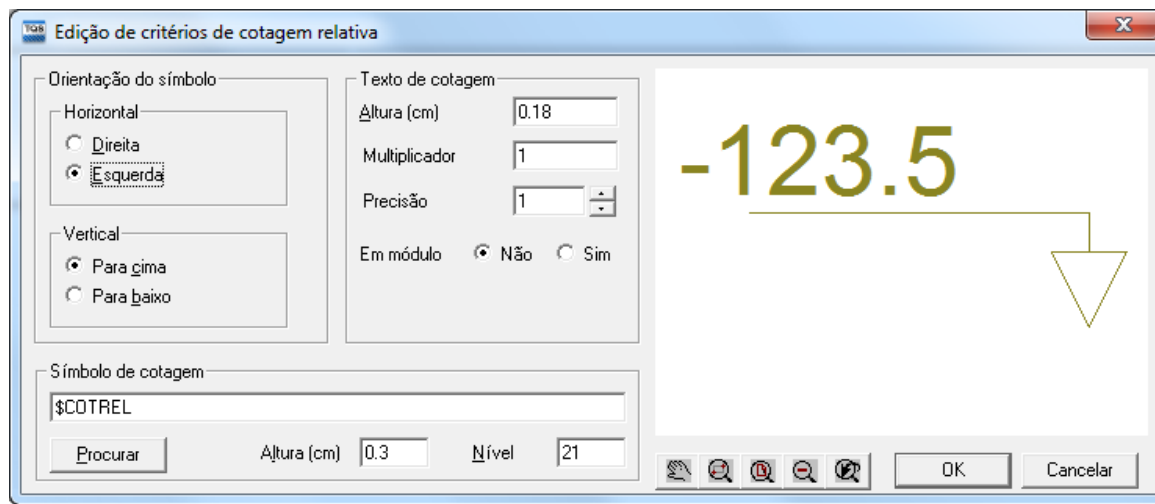 TQS Edição de critérios de cotagem relativa
X
Orientação do símbolo
Horizontal
Direita
Esquerda
Vertical
Para cima
Para baixo
Texto de cotagem
Altura (cm) 0.18
Multiplicador 1
Precisão 1
Em módulo Não Sim
-123.5
Símbolo de cotagem
$COTREL
Procurar Altura (cm) 0.3 Nível 21
OK Cancelar